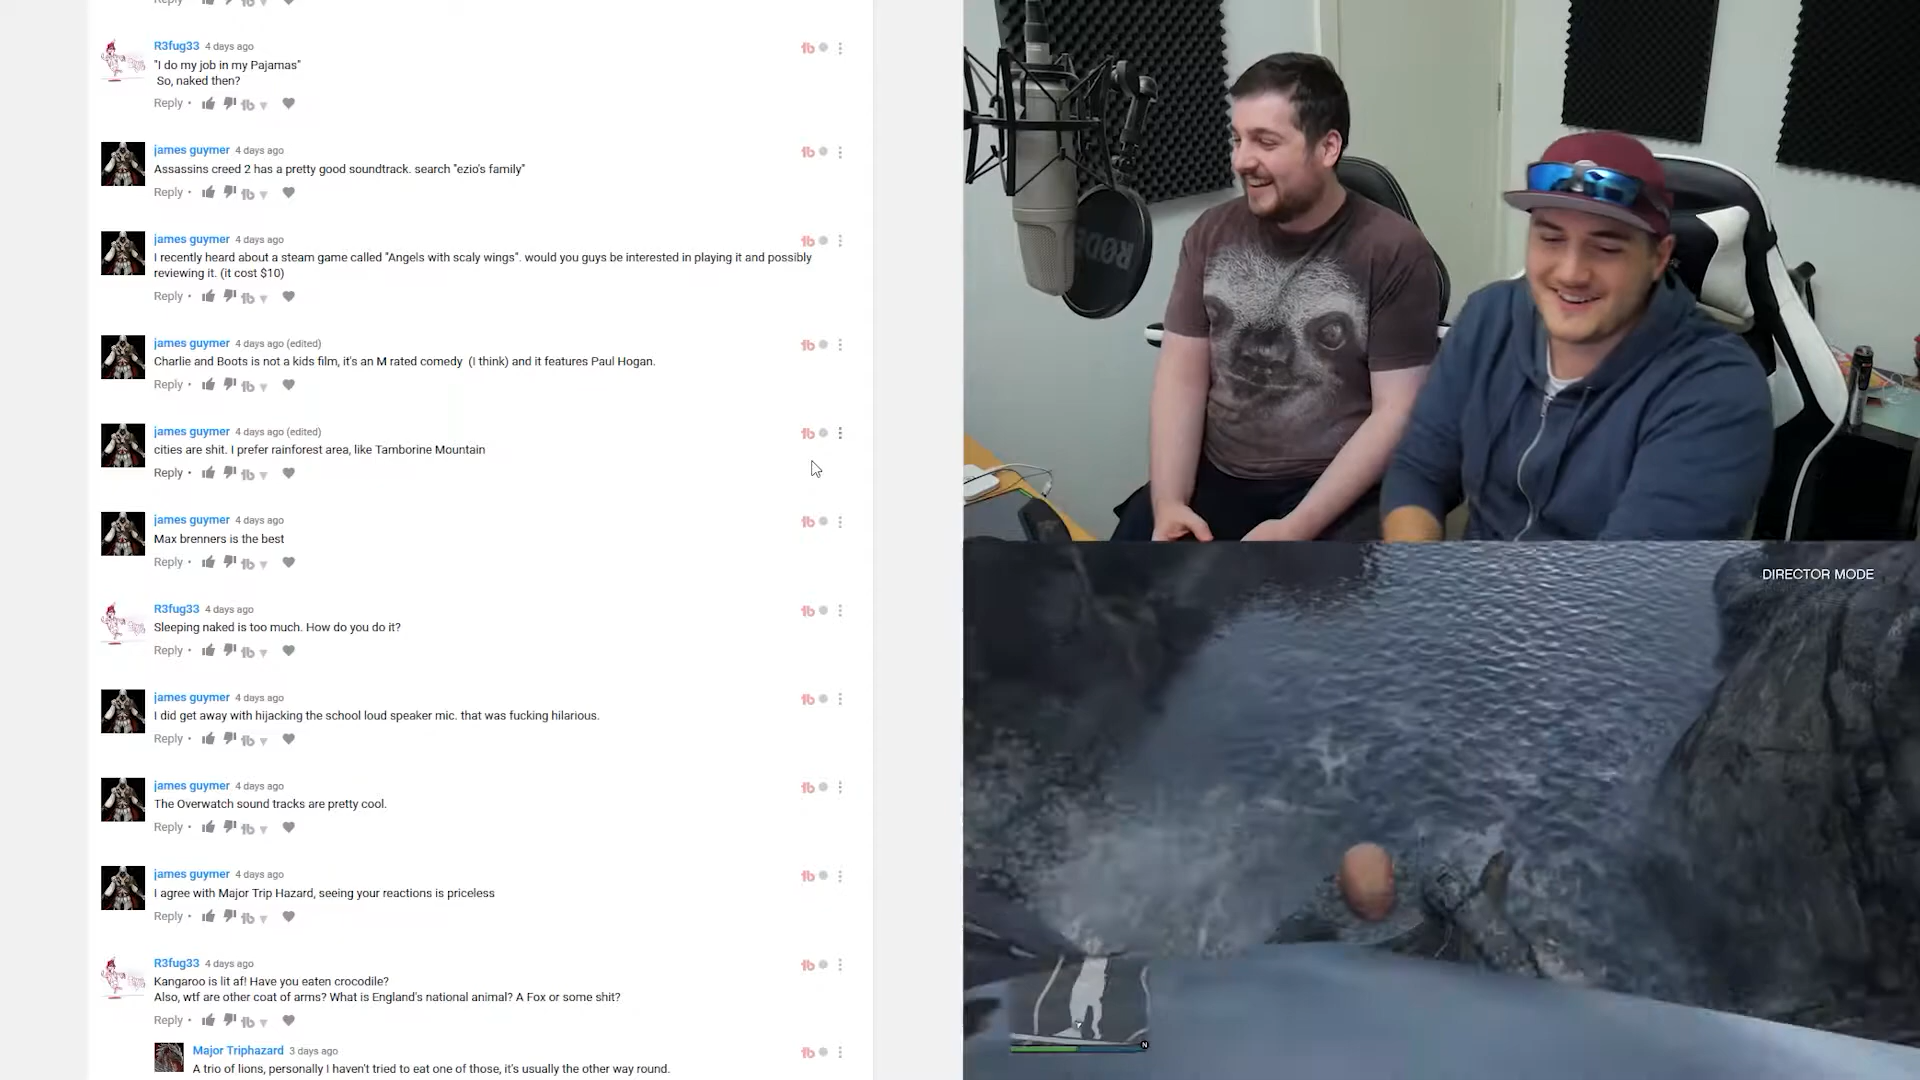 Reply
R3fug33 4 days ago
"I do my job in my Pajamas"
So, naked then?
Reply •
james guymer 4 days ago
Assassins creed 2 has a pretty good soundtrack. search "ezio's family"
Reply •
james guymer 4 days ago
I recently heard about a steam game called "Angels with scaly wings". would you guys be interested in playing it and possibly
reviewing it. (it cost $10)
Reply •
james guymer 4 days ago (edited)
Charlie and Boots is not a kids film, it's an M rated comedy (I think) and it features Paul Hogan.
Reply •
james guymer 4 days ago (edited)
cities are shit. I prefer rainforest area, like Tamborine Mountain
Reply •
james guymer 4 days ago
Max brenners is the best
Reply •
R3fug33 4 days ago
Sleeping naked is too much. How do you do it?
Reply •
james guymer 4 days ago
I did get away with hijacking the school loud speaker mic. that was fucking hilarious.
Reply •
james guymer 4 days ago
The Overwatch sound tracks are pretty cool.
Reply •
james guymer 4 days ago
I agree with Major Trip Hazard, seeing your reactions is priceless
Reply •
R3fug33 4 days ago
Kangaroo is lit af! Have you eaten crocodile?
Also, wtf are other coat of arms? What is England's national animal? A Fox or some shit?
Reply •
Major Triphazard 3 days ago
A trio of lions, personally I haven't tried to eat one of those, it's usually the other way round.
RØDE
DIRECTOR MODE
N